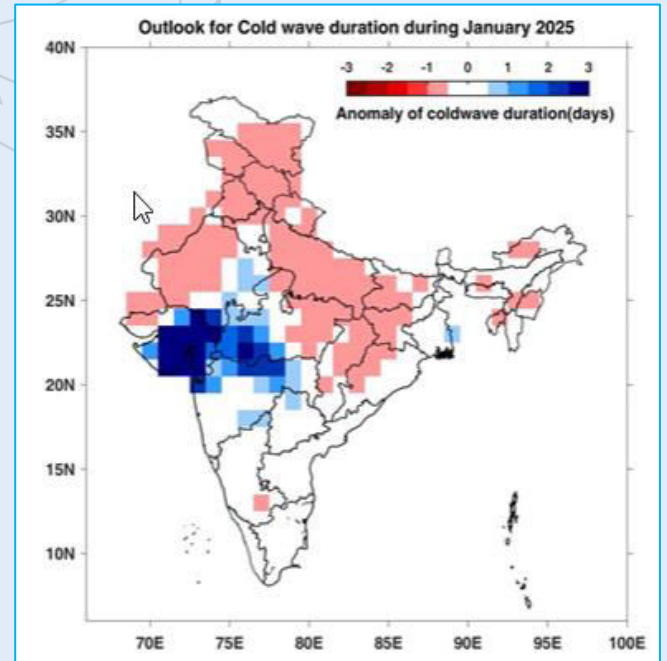 Outlook for Cold wave duration during January 2025
-3 -2 -1 0 1 2 3
Anomaly of coldwave duration(days)
40N
35N
30N
25N
20N
15N
10N
70E 75E 80E 85E 90E 95E 100E